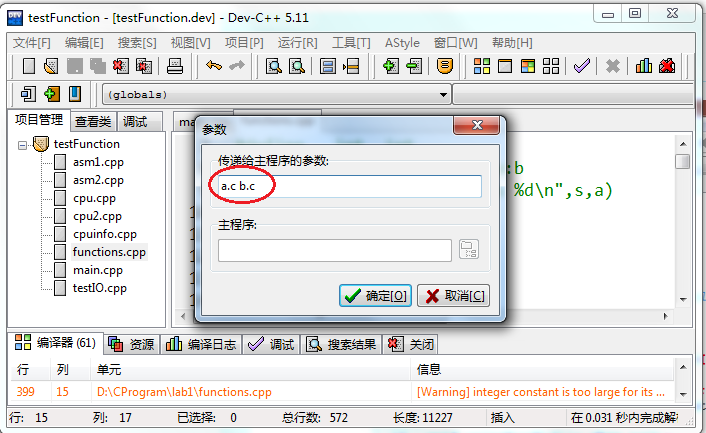 testFunction - [testFunction.dev] - Dev-C++ 5.11
文件[F] 编辑[E] 搜索[S] 视图[V] 项目[P] 运行[R] 工具[T] AStyle 窗口[W] 帮助[H]
(globals)
项目管理 查看类 调试
testFunction
asm1.cpp
asm2.cpp
cpu.cpp
cpu2.cpp
cpuinfo.cpp
functions.cpp
main.cpp
testIO.cpp
:b
%d\n",s,a)
参数
传递给主程序的参数:
a.c b.c
主程序:
确定[O] 取消[C]
编译器 (61) 资源 编译日志 调试 搜索结果 关闭
行 列 单元 信息
399 15 D:\CProgram\lab1\functions.cpp [Warning] integer constant is too large for its ...
行: 15 列: 17 已选择: 0 总行数: 572 长度: 11227 插入 在 0.031 秒内完成解